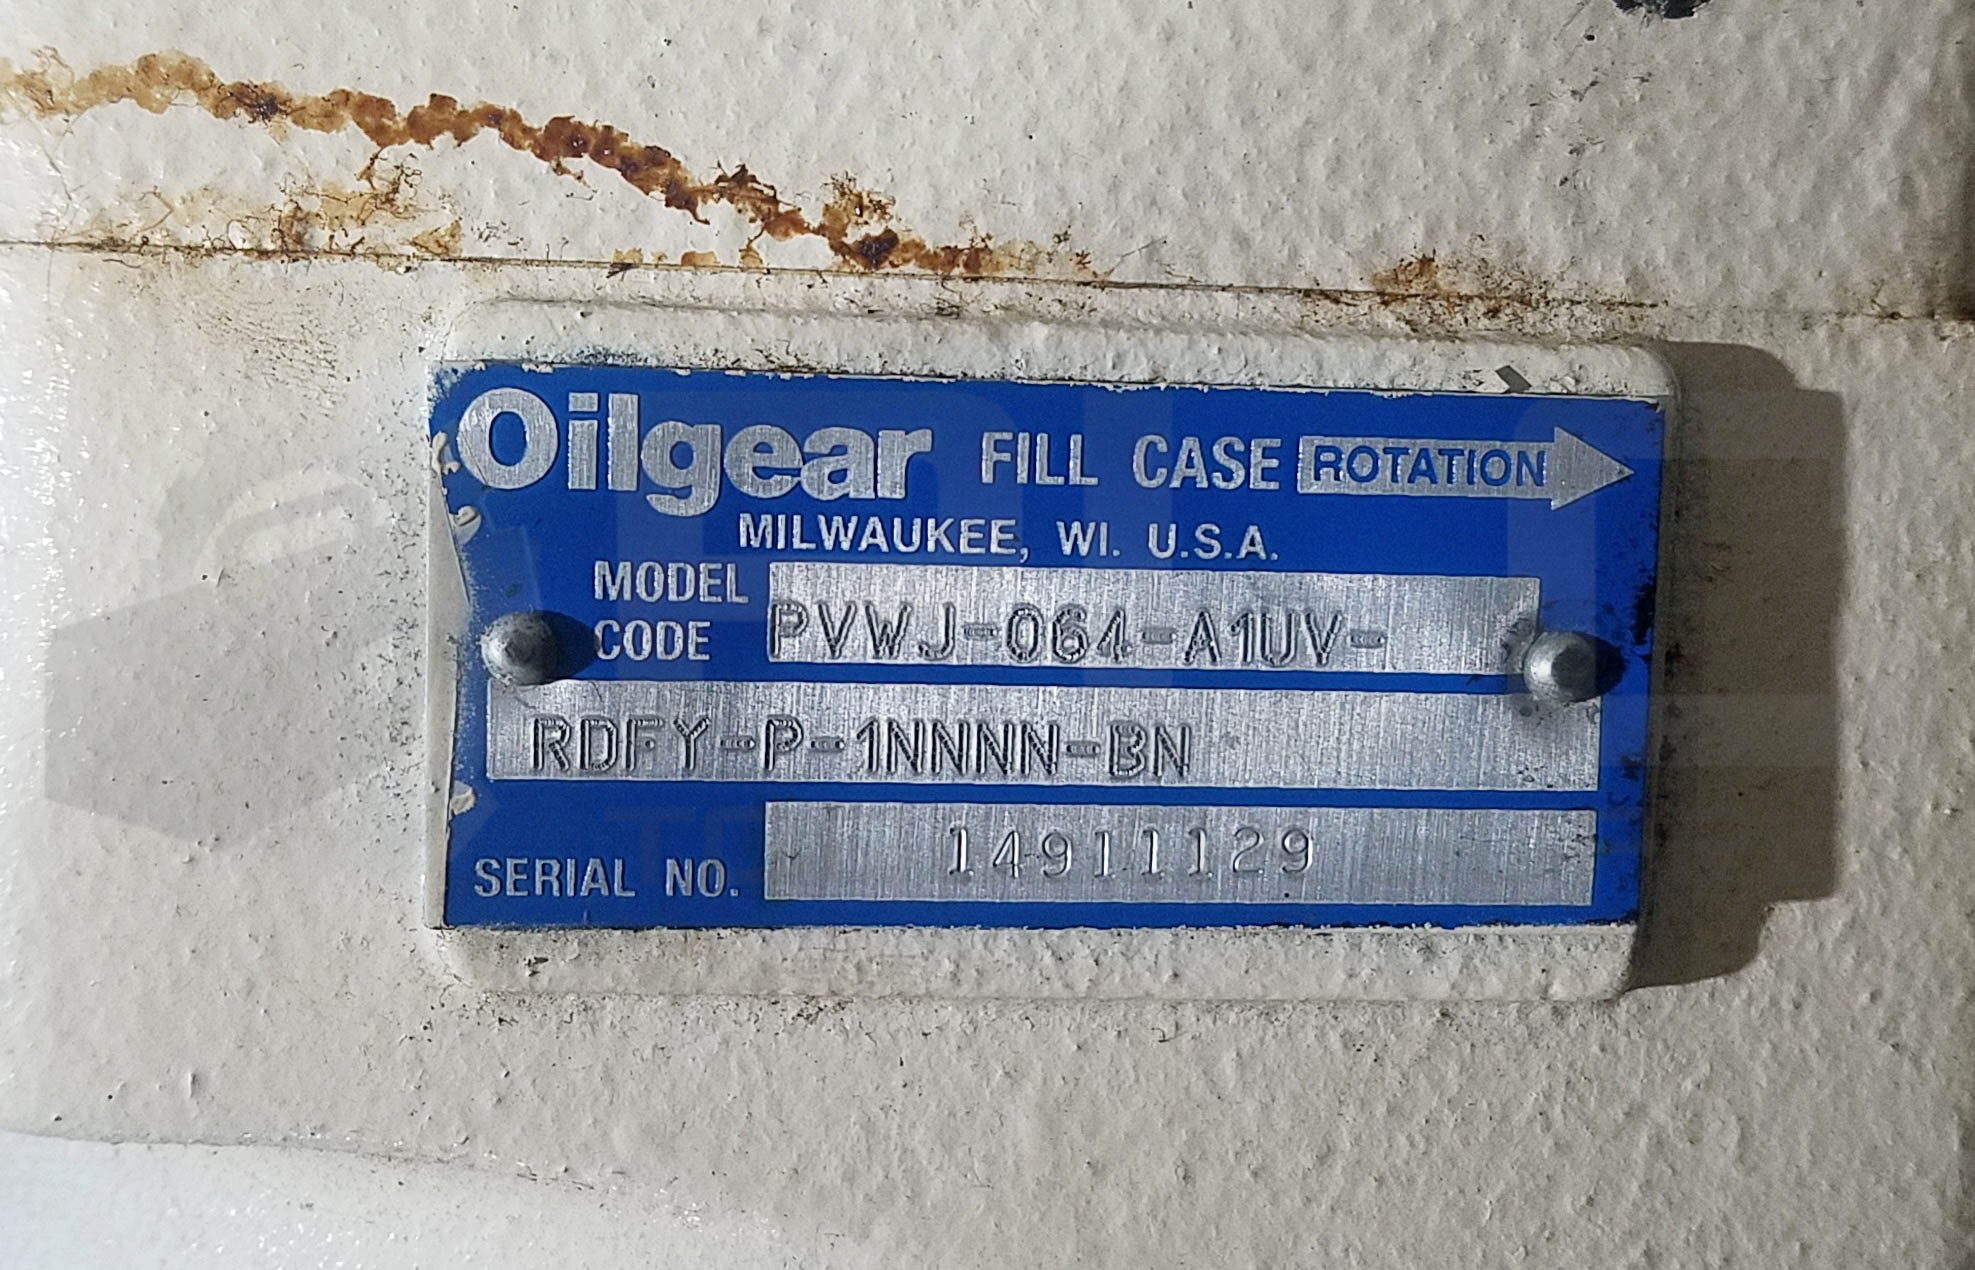 Oilgear FILL CASE ROTATION
MILWAUKEE, WI. U.S.A.
MODEL CODE PVWJ-064-A1UV-
RDFY-P-1NNNN-BN
SERIAL NO. 14911129